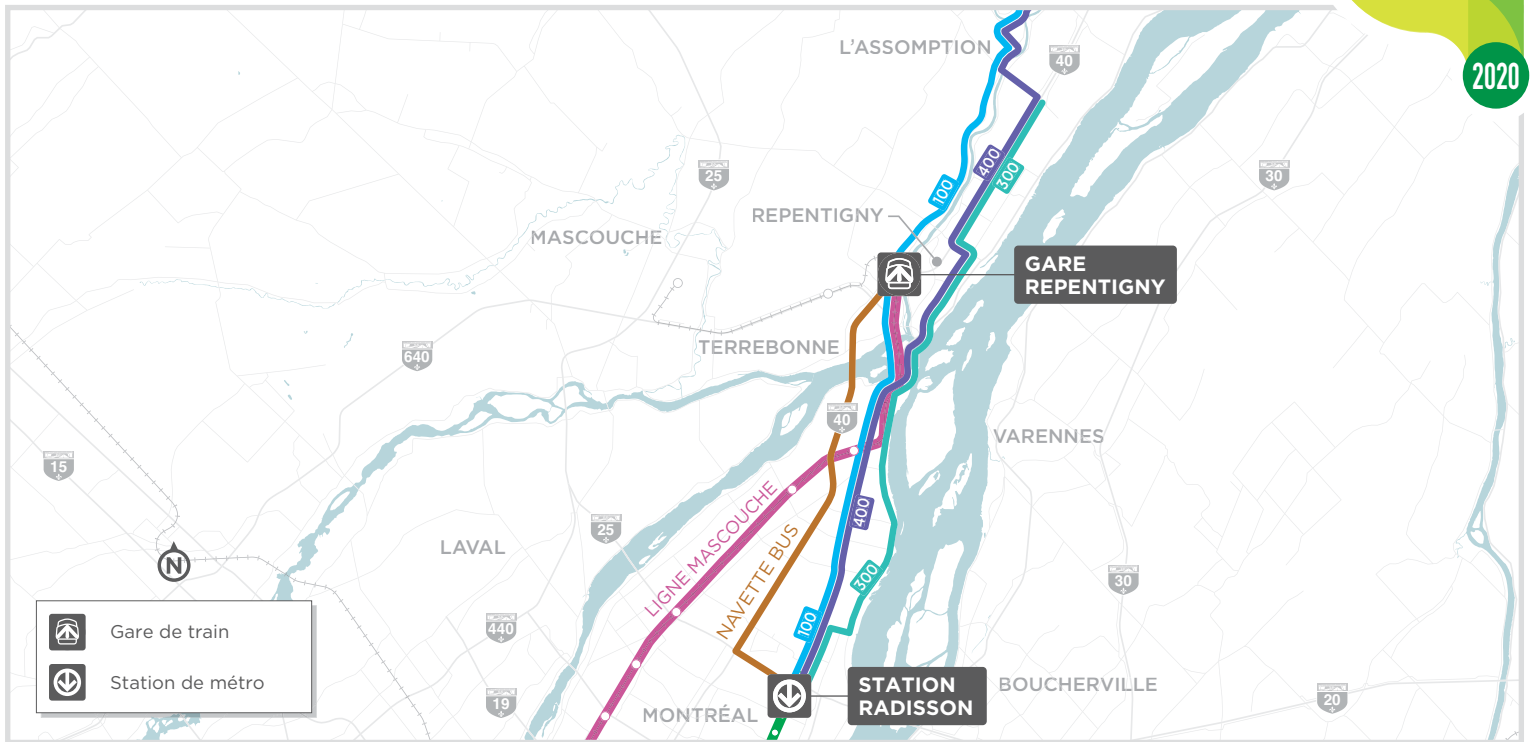 2020
L'ASSOMPTION
40
25
400
300
30
100
REPENTIGNY
MASCOUCHE
GARE
REPENTIGNY
TERREBONNE
640
40
VARENNES
15
LIGNE MASCOUCHE
400
25
NAVETTE BUS
LAVAL
N
300
30
100
440
Gare de train
Station de métro
STATION
RADISSON
BOUCHERVILLE
19
MONTRÉAL
20